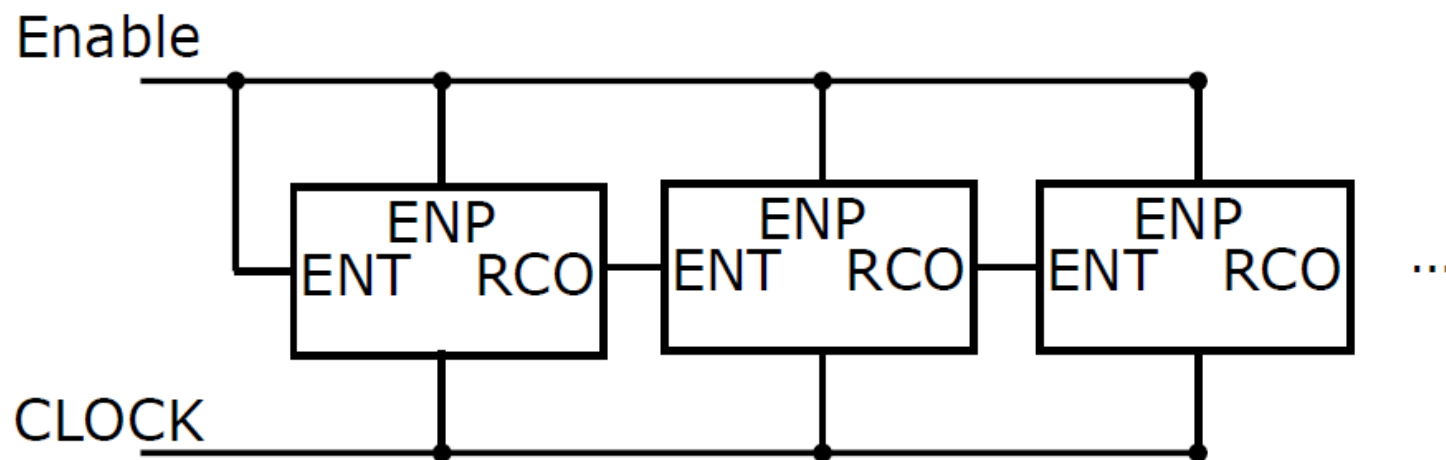 Enable
ENP ENP ENP
ENT RCO ENT RCO ENT RCO ...
CLOCK